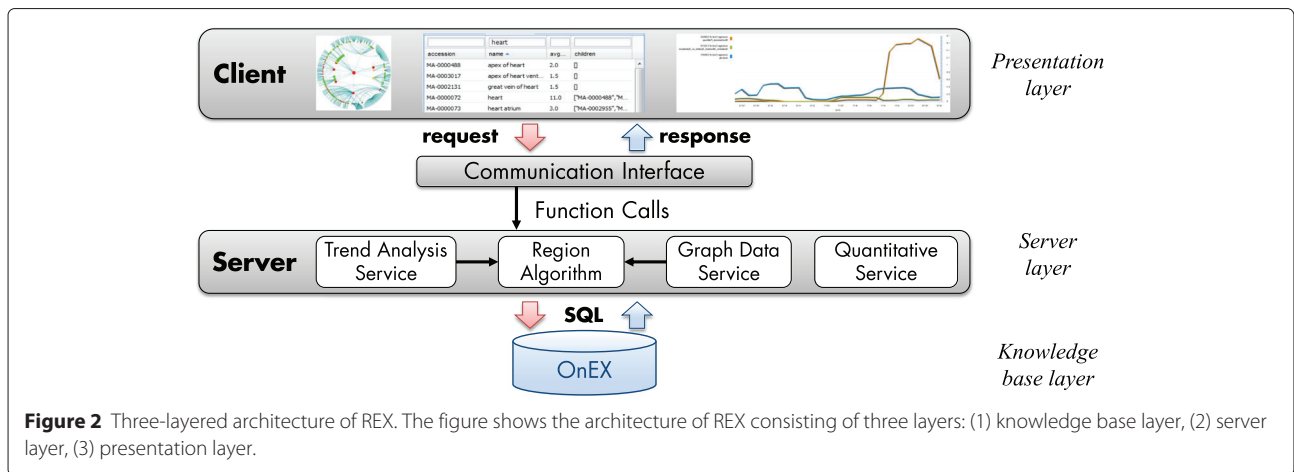 Client
heart
accession name avg... children
MA-0000488 apex of heart 2.0 []
MA-0003017 apex of heart vent... 1.5 []
MA-0002131 great vein of heart 1.5 []
MA-0000072 heart 11.0 ["MA-0000488","M...
MA-0000073 heart atrium 3.0 ["MA-0002955","M...
Presentation
layer
request response
Communication Interface
Function Calls
Server
Trend Analysis
Service
Region
Algorithm
Graph Data
Service
Quantitative
Service
Server
layer
SQL
OnEX
Knowledge
base layer
Figure 2 Three-layered architecture of REX. The figure shows the architecture of REX consisting of three layers: (1) knowledge base layer, (2) server
layer, (3) presentation layer.